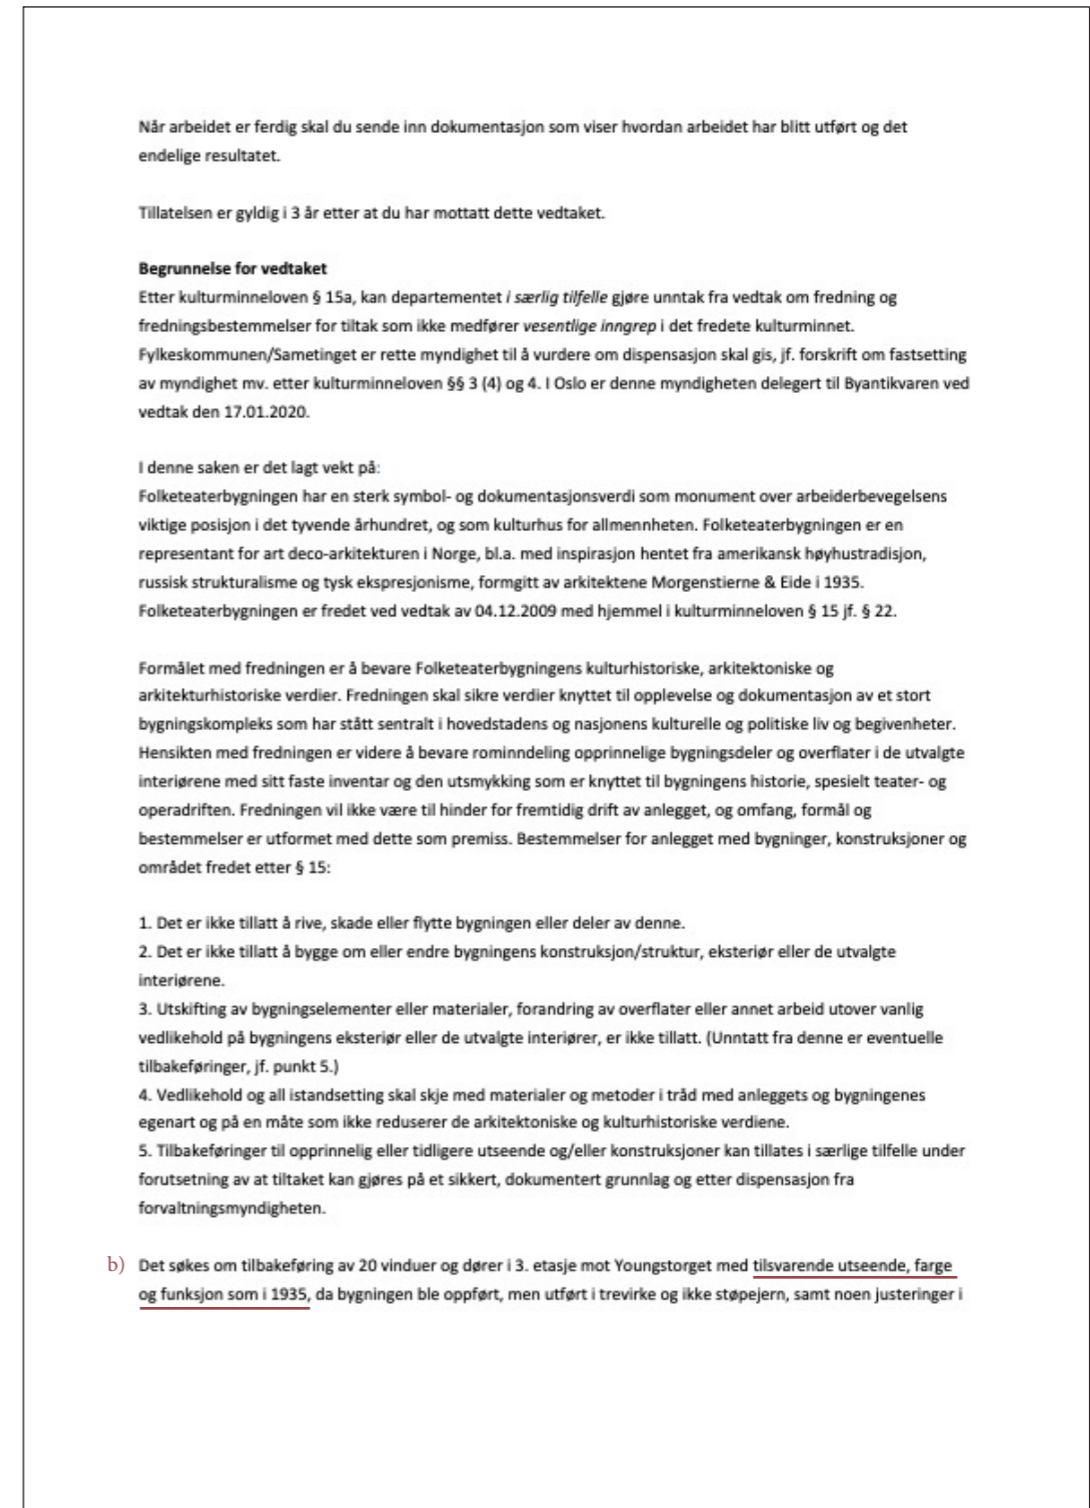 Når arbeidet er ferdig skal du sende inn dokumentasjon som viser hvordan arbeidet har blitt utført og det
endelige resultatet.
Tillatelsen er gyldig i 3 år etter at du har mottatt dette vedtaket.
Begrunnelse for vedtaket
Etter kulturminneloven § 15a, kan departementet i særlig tilfelle gjøre unntak fra vedtak om fredning og
fredningsbestemmelser for tiltak som ikke medfører vesentlige inngrep i det fredete kulturminnet.
Fylkeskommunen/Sametinget er rette myndighet til å vurdere om dispensasjon skal gis, jf. forskrift om fastsetting
av myndighet mv. etter kulturminneloven §§ 3 (4) og 4. I Oslo er denne myndigheten delegert til Byantikvaren ved
vedtak den 17.01.2020.
I denne saken er det lagt vekt på:
Folketeaterbygningen har en sterk symbol- og dokumentasjonsverdi som monument over arbeiderbevegelsens
viktige posisjon i det tyvende århundret, og som kulturhus for allmennheten. Folketeaterbygningen er en
representant for art deco-arkitekturen i Norge, bl.a. med inspirasjon hentet fra amerikansk høyhustradisjon,
russisk strukturalisme og tysk ekspresjonisme, formgitt av arkitektene Morgenstierne & Eide i 1935.
Folketeaterbygningen er fredet ved vedtak av 04.12.2009 med hjemmel i kulturminneloven § 15 jf. § 22.
Formålet med fredningen er å bevare Folketeaterbygningens kulturhistoriske, arkitektoniske og
arkitekturhistoriske verdier. Fredningen skal sikre verdier knyttet til opplevelse og dokumentasjon av et stort
bygningskompleks som har stått sentralt i hovedstadens og nasjonens kulturelle og politiske liv og begivenheter.
Hensikten med fredningen er videre å bevare rominndeling opprinnelige bygningsdeler og overflater i de utvalgte
interiørene med sitt faste inventar og den utsmykking som er knyttet til bygningens historie, spesielt teater- og
operadriften. Fredningen vil ikke være til hinder for fremtidig drift av anlegget, og omfang, formål og
bestemmelser er utformet med dette som premiss. Bestemmelser for anlegget med bygninger, konstruksjoner og
området fredet etter § 15:
1. Det er ikke tillatt å rive, skade eller flytte bygningen eller deler av denne.
2. Det er ikke tillatt å bygge om eller endre bygningens konstruksjon/struktur, eksteriør eller de utvalgte
interiørene.
3. Utskifting av bygningselementer eller materialer, forandring av overflater eller annet arbeid utover vanlig
vedlikehold på bygningens eksteriør eller de utvalgte interiører, er ikke tillatt. (Unntatt fra denne er eventuelle
tilbakeføringer, jf. punkt 5.)
4. Vedlikehold og all istandsetting skal skje med materialer og metoder i tråd med anleggets og bygningenes
egenart og på en måte som ikke reduserer de arkitektoniske og kulturhistoriske verdiene.
5. Tilbakeføringer til opprinnelig eller tidligere utseende og/eller konstruksjoner kan tillates i særlige tilfelle under
forutsetning av at tiltaket kan gjøres på et sikkert, dokumentert grunnlag og etter dispensasjon fra
forvaltningsmyndigheten.
b) Det søkes om tilbakeføring av 20 vinduer og dører i 3. etasje mot Youngstorget med tilsvarende utseende, farge
og funksjon som i 1935, da bygningen ble oppført, men utført i trevirke og ikke støpejern, samt noen justeringer i